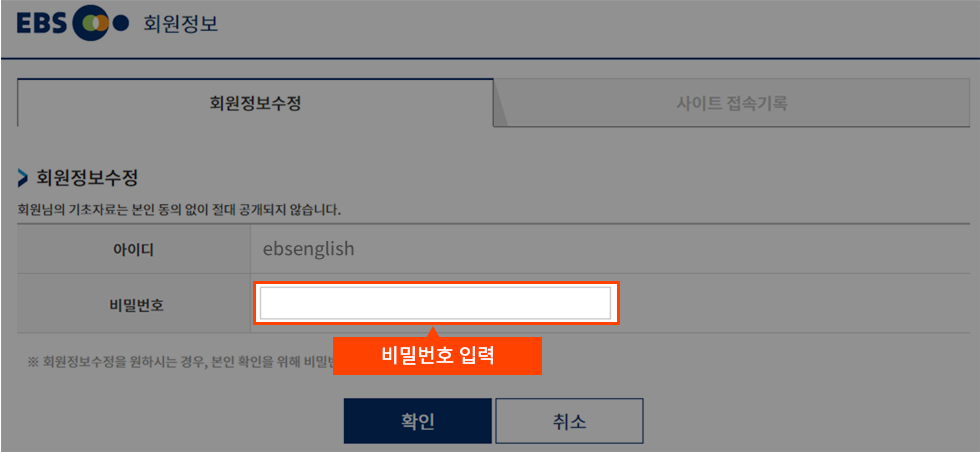 EBS 회원정보
회원정보수정 사이트 접속기록
회원정보수정
회원님의 기초자료는 본인 동의 없이 절대 공개되지 않습니다.
아이디 ebsenglish
비밀번호
비밀번호 입력
※ 회원정보수정을 원하시는 경우, 본인 확인을 위해
확인 취소